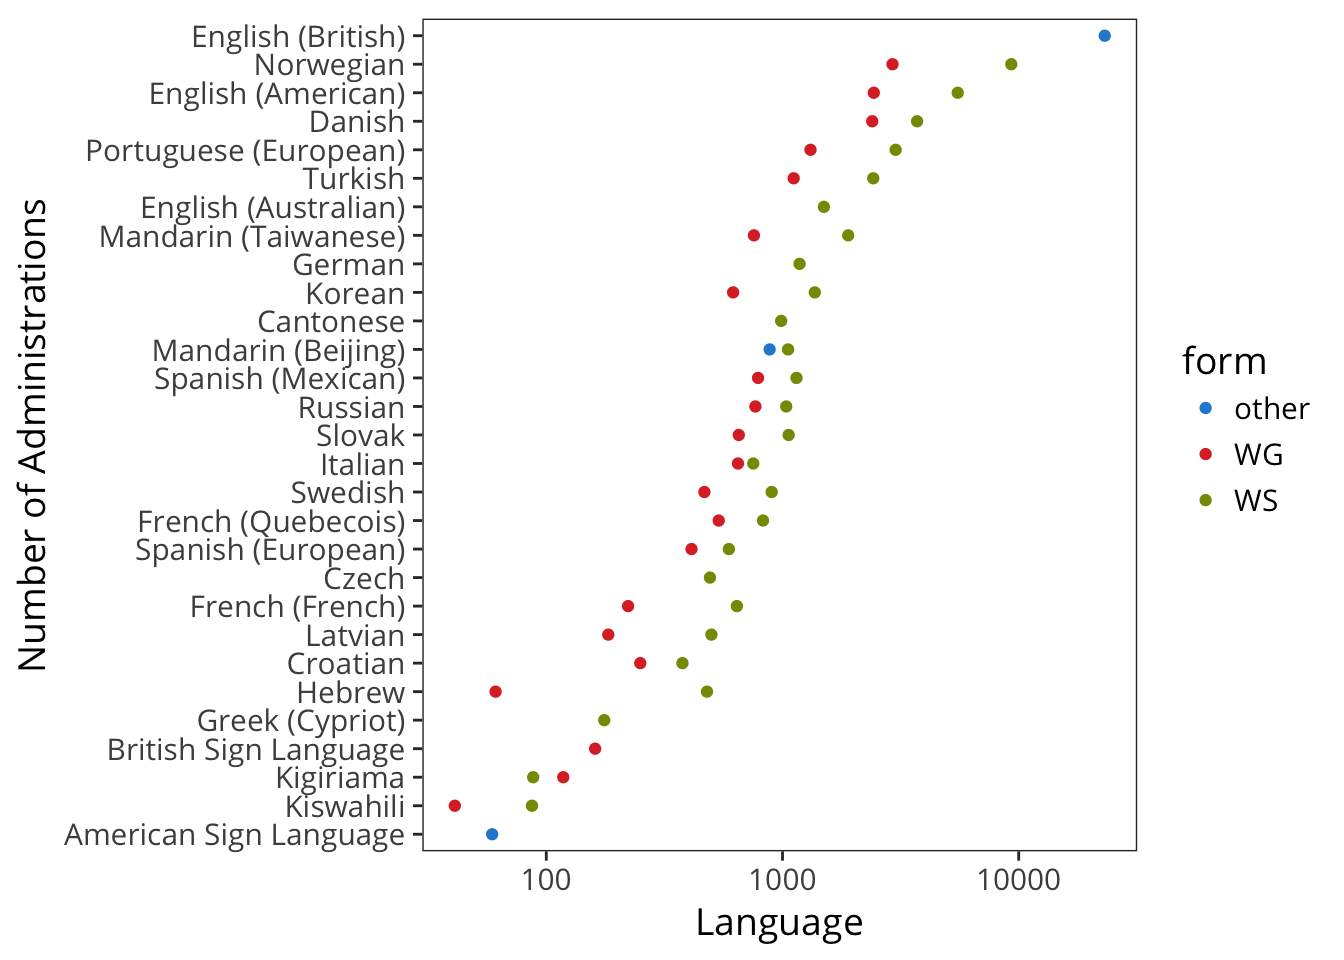 Number of Administrations
English (British)
Norwegian
English (American)
Danish
Portuguese (European)
Turkish
English (Australian)
Mandarin (Taiwanese)
German
Korean
Cantonese
Mandarin (Beijing)
Spanish (Mexican)
Russian
Slovak
Italian
Swedish
French (Quebecois)
Spanish (European)
Czech
French (French)
Latvian
Croatian
Hebrew
Greek (Cypriot)
British Sign Language
Kigiriama
Kiswahili
American Sign Language
100 1000 10000
Language
form
other
WG
WS